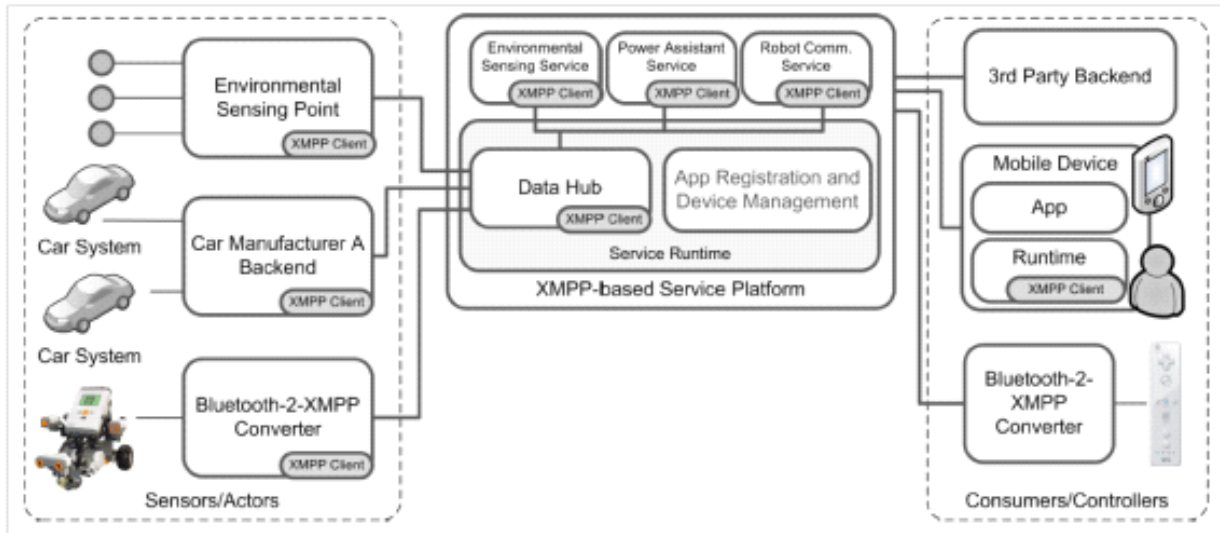 Environmental
Sensing Point
XMPP Client
Car System
Car Manufacturer A
Backend
XMPP Client
Car System
Bluetooth-2-XMPP
Converter
XMPP Client
Sensors/Actors
Environmental
Sensing Service
XMPP Client
Power Assistant
Service
XMPP Client
Robot Comm.
Service
XMPP Client
Data Hub
XMPP Client
App Registration and
Device Management
Service Runtime
XMPP-based Service Platform
3rd Party Backend
Mobile Device
App
Runtime
XMPP Client
Bluetooth-2-
XMPP
Converter
Consumers/Controllers